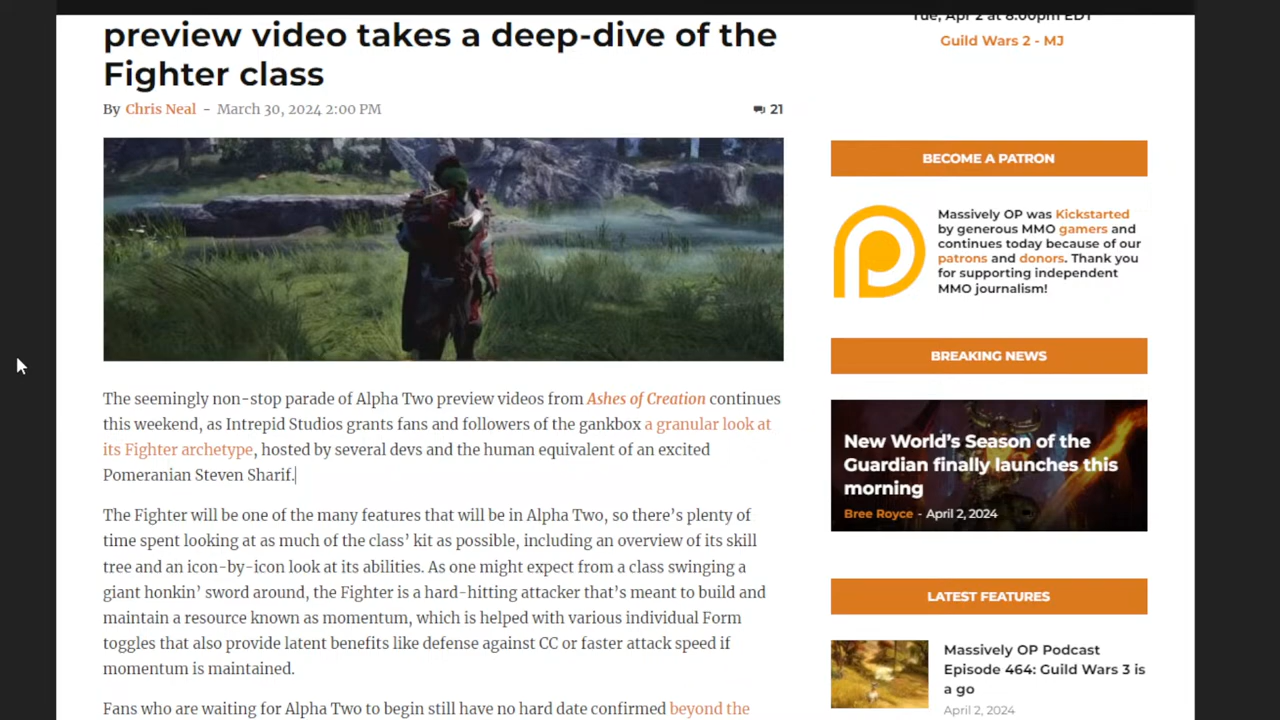 preview video takes a deep-dive of the
Fighter class
By Chris Neal - March 30, 2024 2:00 PM
21
The seemingly non-stop parade of Alpha Two preview videos from Ashes of Creation continues
this weekend, as Intrepid Studios grants fans and followers of the gankbox a granular look at
its Fighter archetype, hosted by several devs and the human equivalent of an excited
Pomeranian Steven Sharif.
The Fighter will be one of the many features that will be in Alpha Two, so there's plenty of
time spent looking at as much of the class' kit as possible, including an overview of its skill
tree and an icon-by-icon look at its abilities. As one might expect from a class swinging a
giant honkin' sword around, the Fighter is a hard-hitting attacker that's meant to build and
maintain a resource known as momentum, which is helped with various individual Form
toggles that also provide latent benefits like defense against CC or faster attack speed if
momentum is maintained.
Fans who are waiting for Alpha Two to begin still have no hard date confirmed beyond the
Tue, Apr 2 at 8:00pm EDT
Guild Wars 2 - MJ
BECOME A PATRON
Massively OP was Kickstarted
by generous MMO gamers and
continues today because of our
patrons and donors. Thank you
for supporting independent
MMO journalism!
BREAKING NEWS
New World's Season of the
Guardian finally launches this
morning
Bree Royce - April 2, 2024
LATEST FEATURES
Massively OP Podcast
Episode 464: Guild Wars 3 is
a go
April 2, 2024